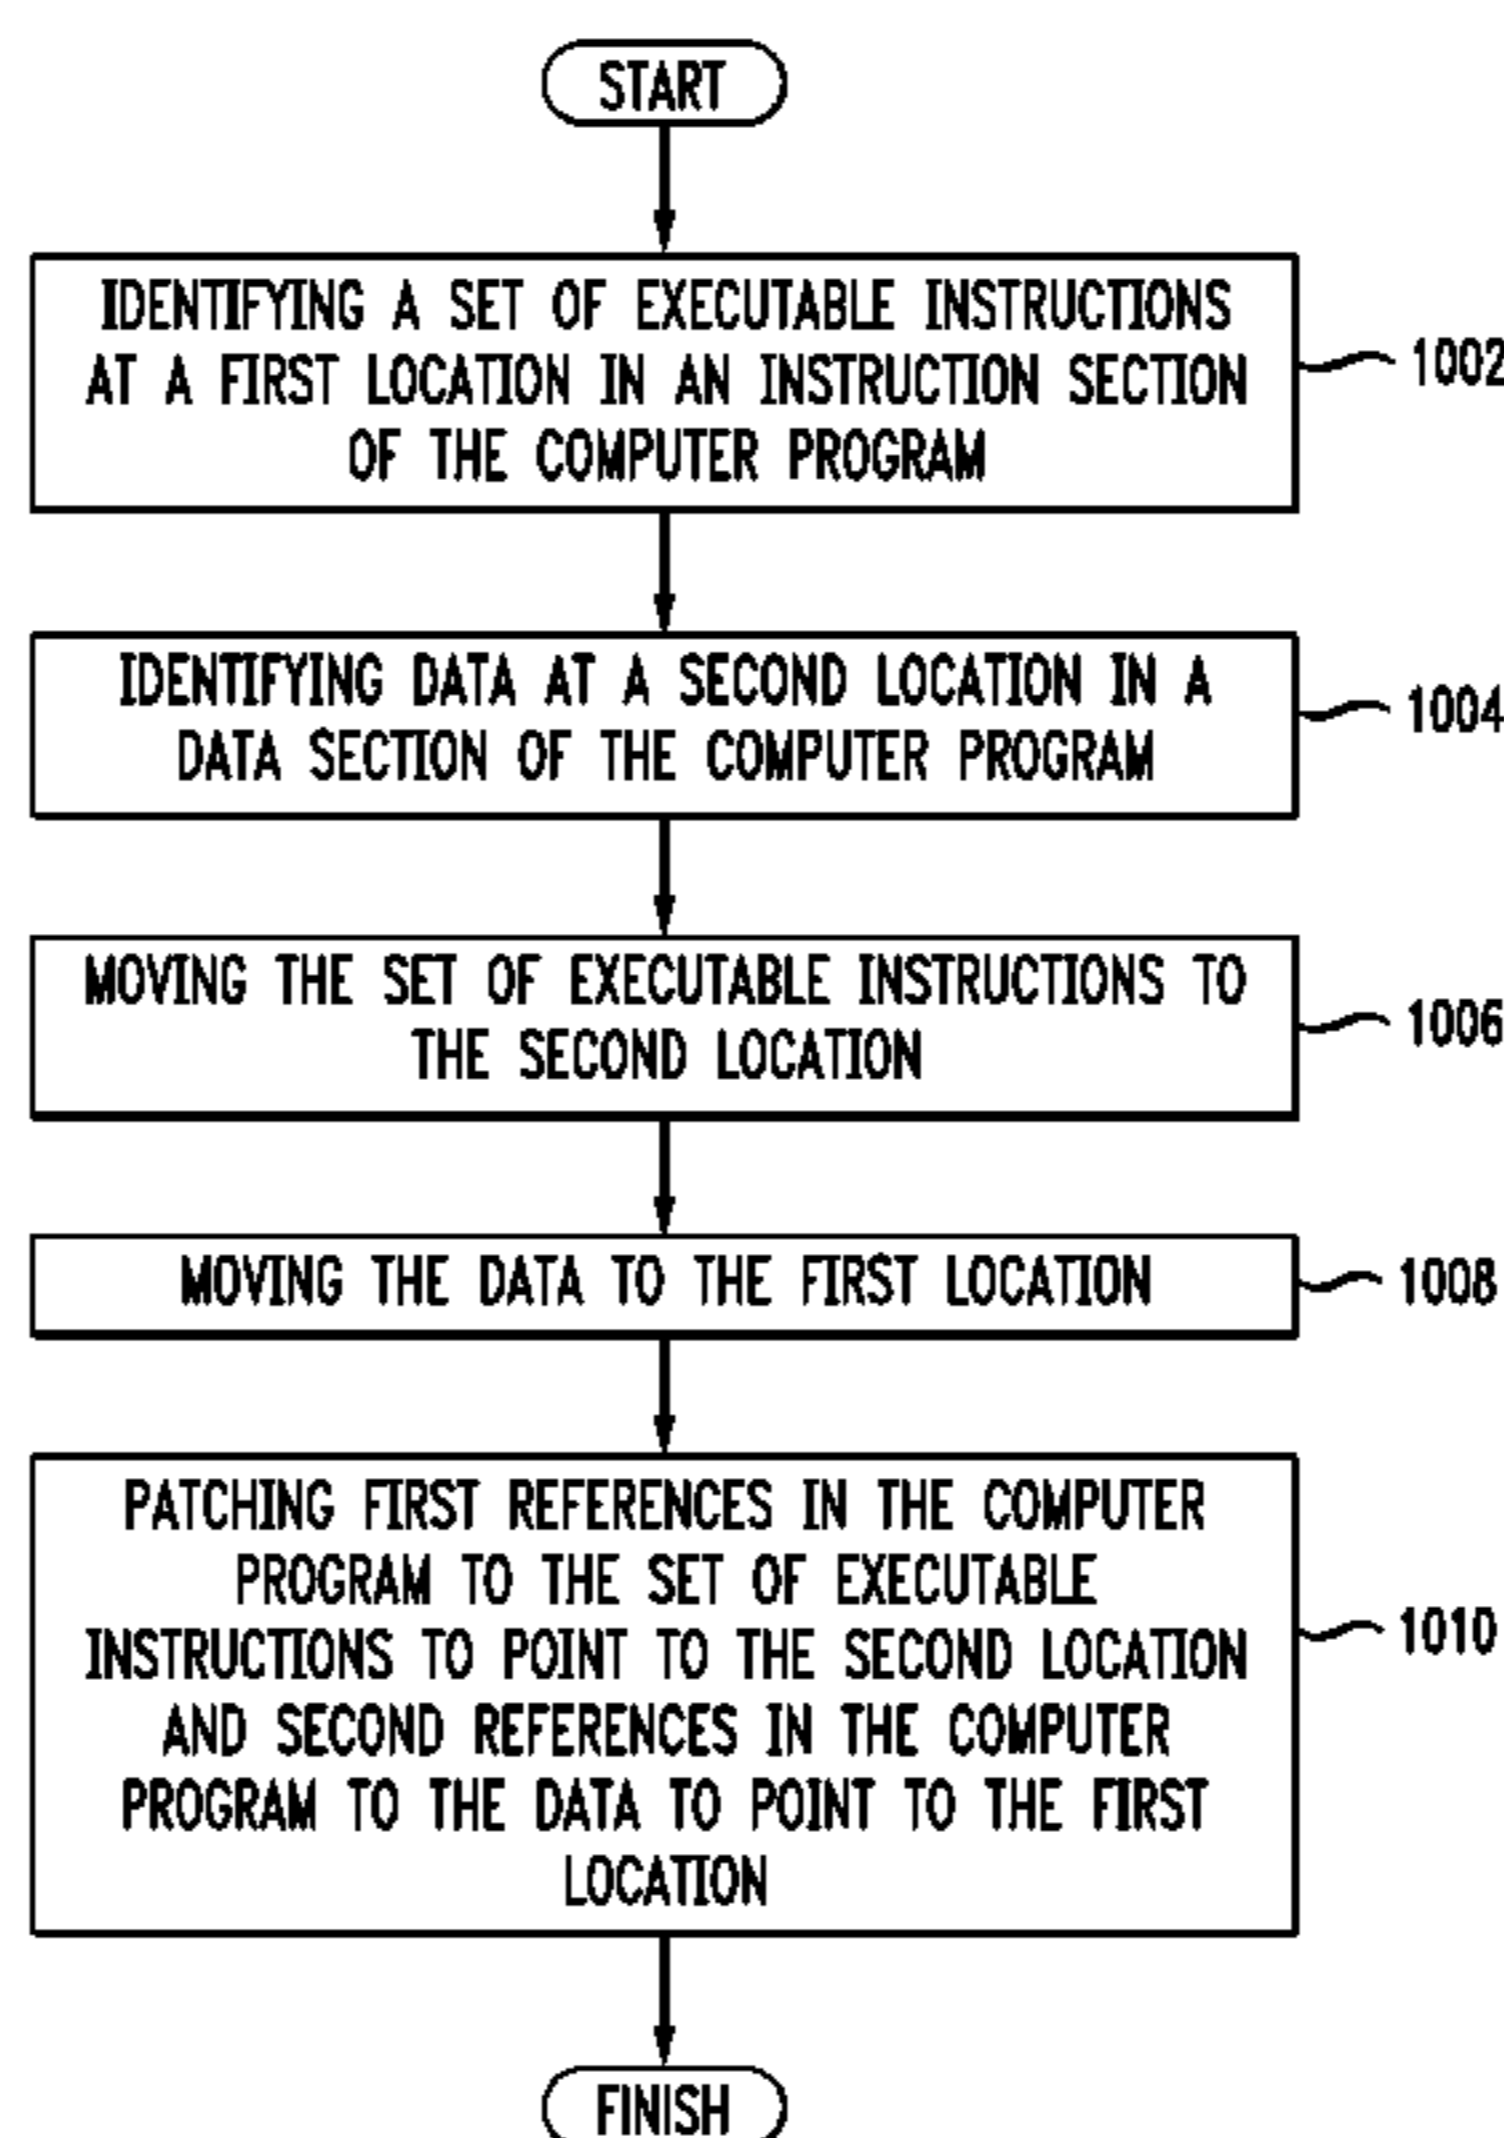 START
IDENTIFYING A SET OF EXECUTABLE INSTRUCTIONS
AT A FIRST LOCATION IN AN INSTRUCTION SECTION
OF THE COMPUTER PROGRAM
1002
IDENTIFYING DATA AT A SECOND LOCATION IN A
DATA SECTION OF THE COMPUTER PROGRAM
1004
MOVING THE SET OF EXECUTABLE INSTRUCTIONS TO
THE SECOND LOCATION
1006
MOVING THE DATA TO THE FIRST LOCATION
1008
PATCHING FIRST REFERENCES IN THE COMPUTER
PROGRAM TO THE SET OF EXECUTABLE
INSTRUCTIONS TO POINT TO THE SECOND LOCATION
AND SECOND REFERENCES IN THE COMPUTER
PROGRAM TO THE DATA TO POINT TO THE FIRST
LOCATION
1010
FINISH